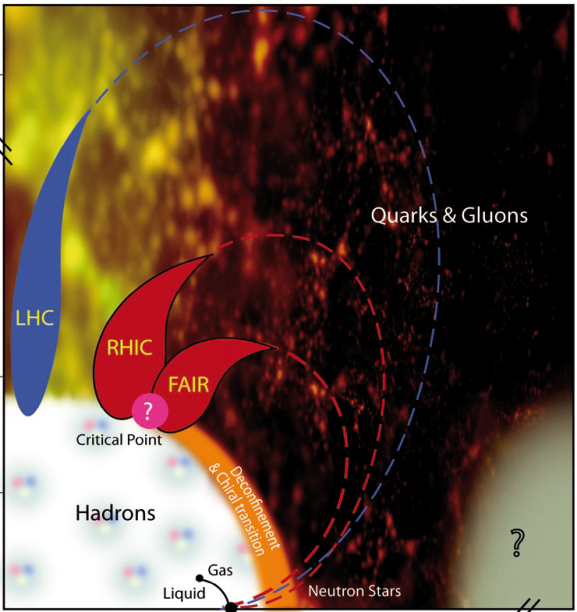 Quarks & Gluons
LHC
RHIC
FAIR
?
Critical Point
Deconfinement
& Chiral transition
Hadrons
?
Gas
Liquid
Neutron Stars